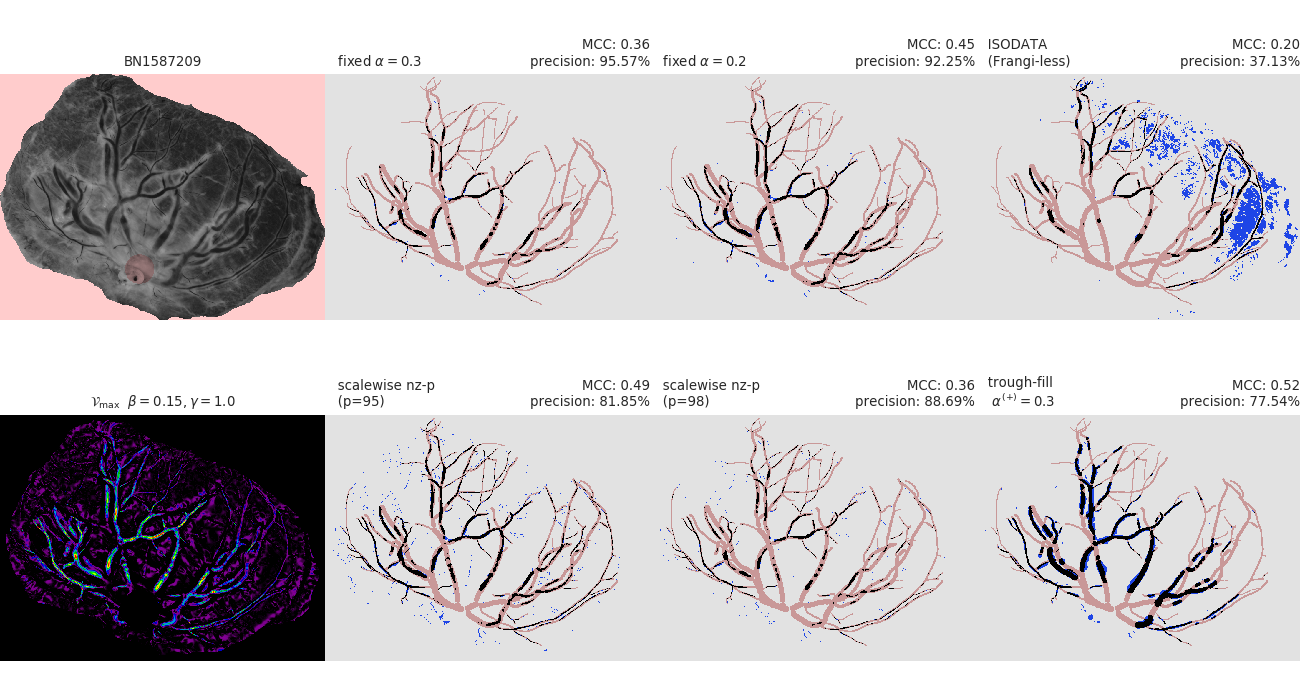 BN1587209
fixed α = 0.3
MCC: 0.36
precision: 95.57%
fixed α = 0.2
MCC: 0.45
precision: 92.25%
ISODATA
(Frangi-less)
MCC: 0.20
precision: 37.13%
𝒱max β = 0.15, γ = 1.0
scalewise nz-p
(p=95)
MCC: 0.49
precision: 81.85%
scalewise nz-p
(p=98)
MCC: 0.36
precision: 88.69%
trough-fill
α(+) = 0.3
MCC: 0.52
precision: 77.54%